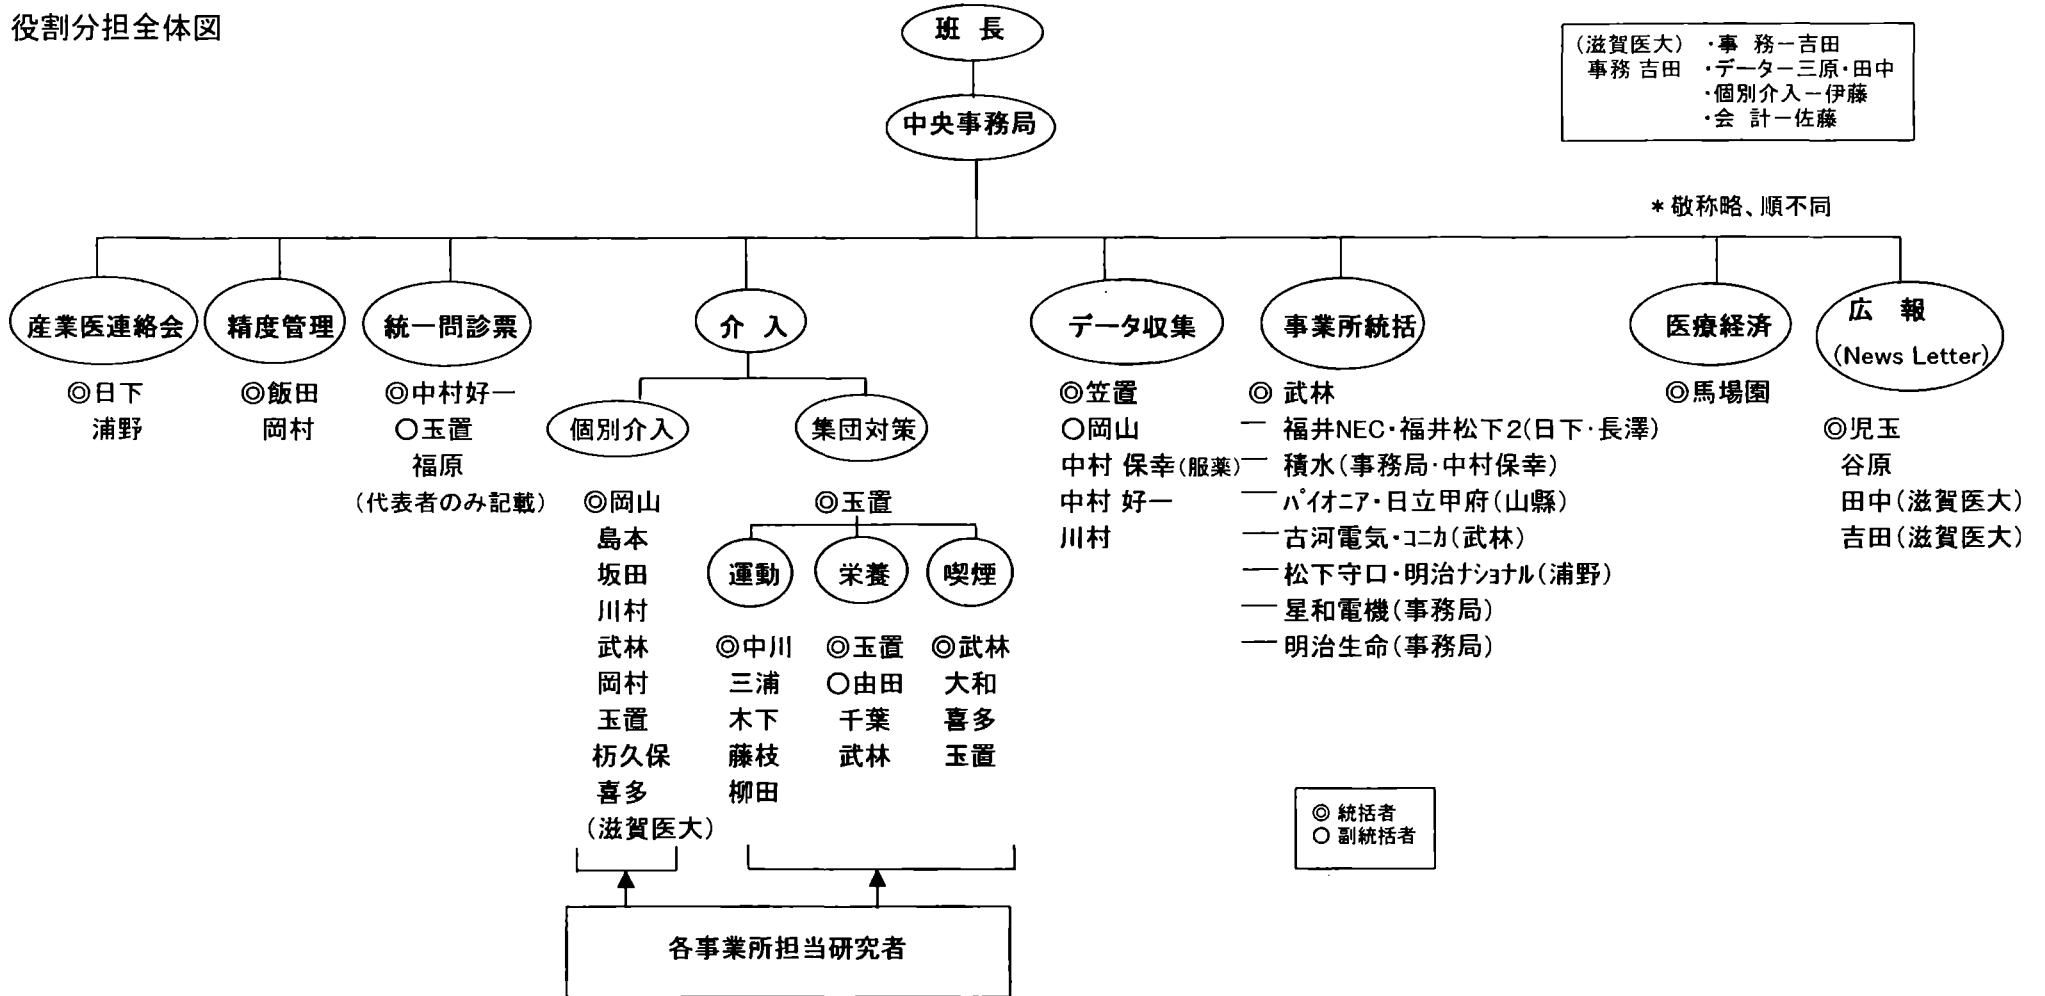 役割分担全体図
班 長
中央事務局
(滋賀医大) ・事 務－吉田
事務 吉田 ・データ－三原・田中
・個別介入－伊藤
・会 計－佐藤
＊敬称略、順不同
産業医連絡会
◎日下
浦野
精度管理
◎飯田
岡村
統一問診票
◎中村好一
○玉置
福原
(代表者のみ記載)
介 入
個別介入
◎岡山
島本
坂田
川村
武林
岡村
玉置
杤久保
喜多
(滋賀医大)
集団対策
◎玉置
運動
◎中川
三浦
木下
藤枝
柳田
栄養
◎玉置
○由田
千葉
武林
喫煙
◎武林
大和
喜多
玉置
各事業所担当研究者
データ収集
◎笠置
○岡山
中村 保幸(服薬)
中村 好一
川村
事業所統括
◎ 武林
福井NEC・福井松下2(日下・長澤)
積水(事務局・中村保幸)
ﾊﾟｲｵﾆｱ・日立甲府(山縣)
古河電気・ｺﾆｶ(武林)
松下守口・明治ﾅｼｮﾅﾙ(浦野)
星和電機(事務局)
明治生命(事務局)
医療経済
◎馬場園
広 報
(News Letter)
◎児玉
谷原
田中(滋賀医大)
吉田(滋賀医大)
◎ 統括者
○ 副統括者